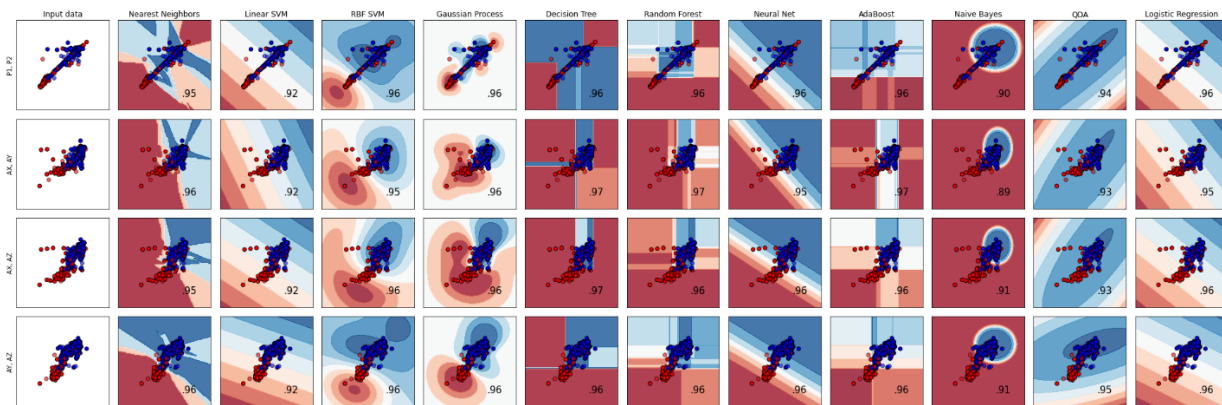 Input data Nearest Neighbors Linear SVM RBF SVM Gaussian Process Decision Tree Random Forest Neural Net AdaBoost Naive Bayes QDA Logistic Regression
P1, P2
.95 .92 .96 .96 .96 .96 .96 .96 .90 .94 .96
AX, AY
.96 .92 .95 .96 .97 .97 .95 .97 .89 .93 .95
AX, AZ
.95 .92 .96 .96 .97 .96 .96 .96 .91 .93 .96
AY, AZ
.96 .92 .96 .96 .96 .96 .96 .96 .91 .95 .96